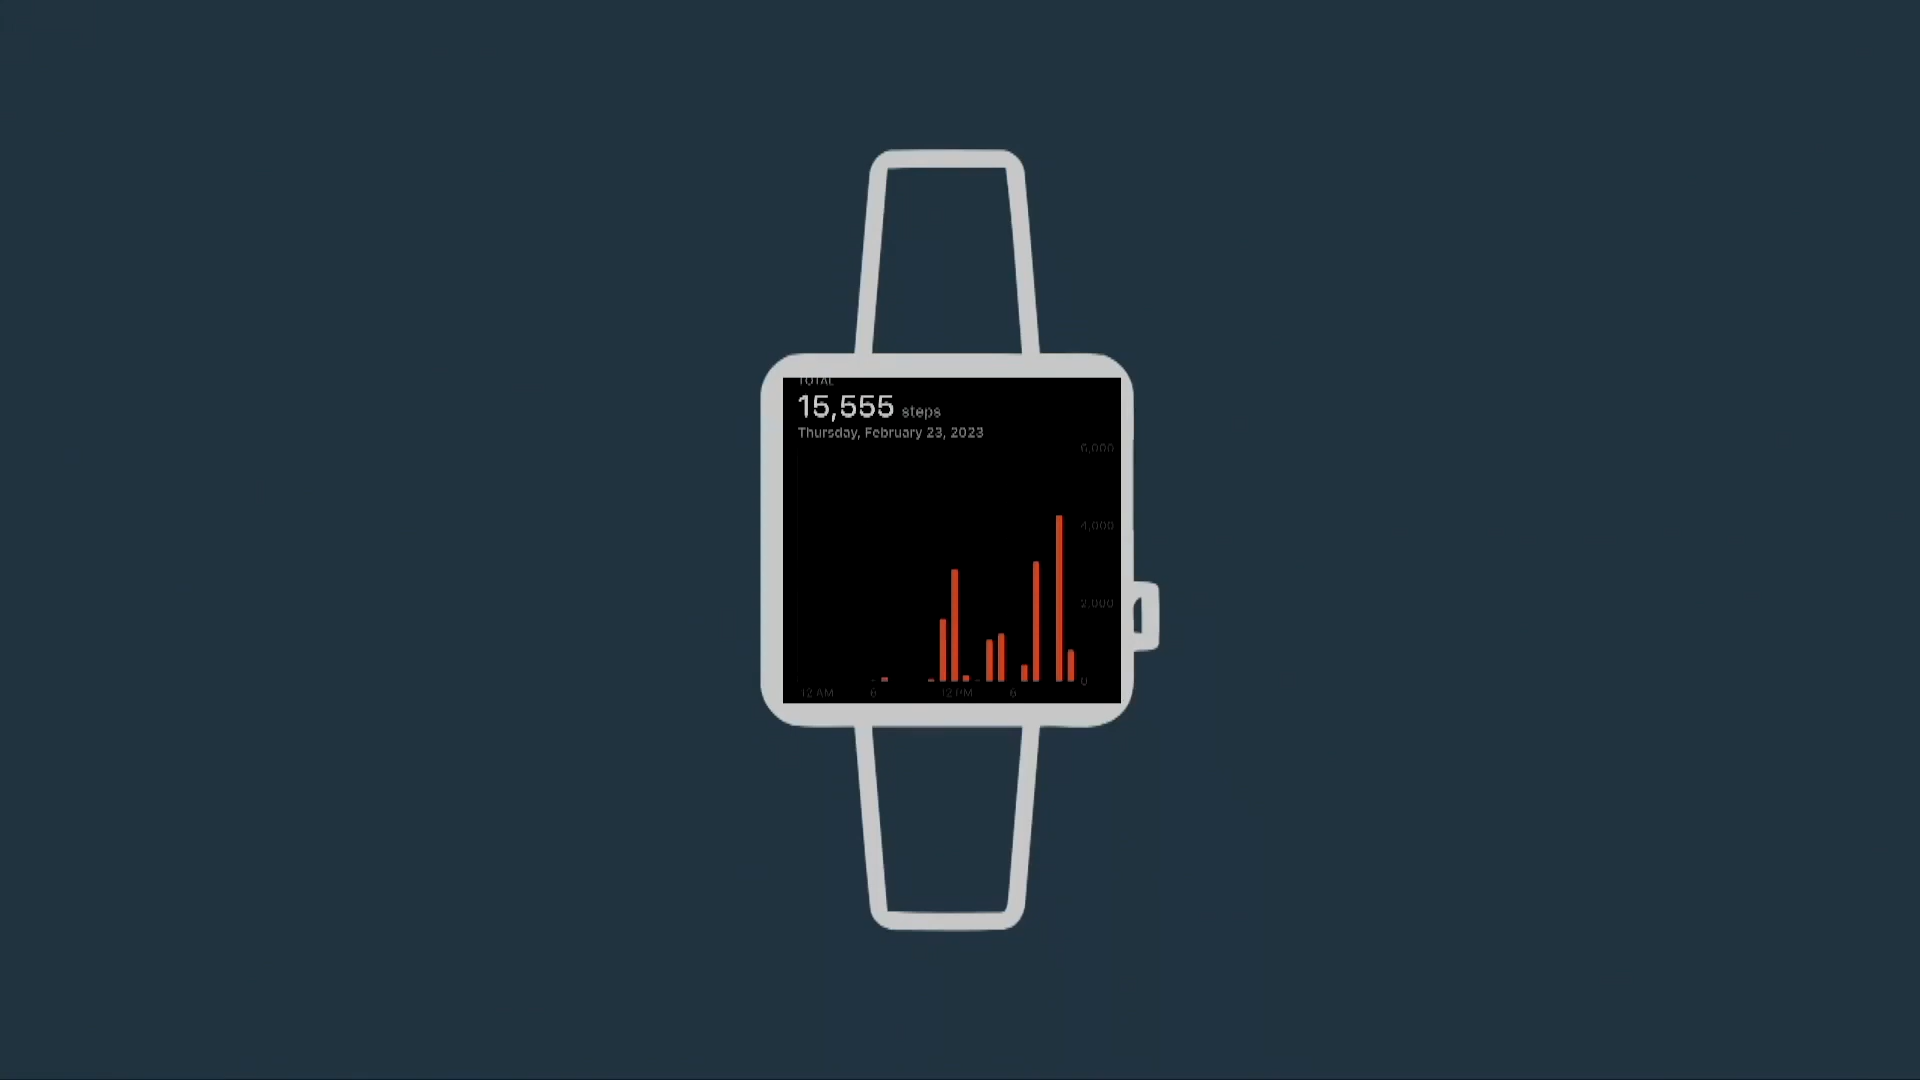 TOTAL
15,555 steps
Thursday, February 23, 2023
6,000
4,000
2,000
0
12 AM 6 12 PM 6